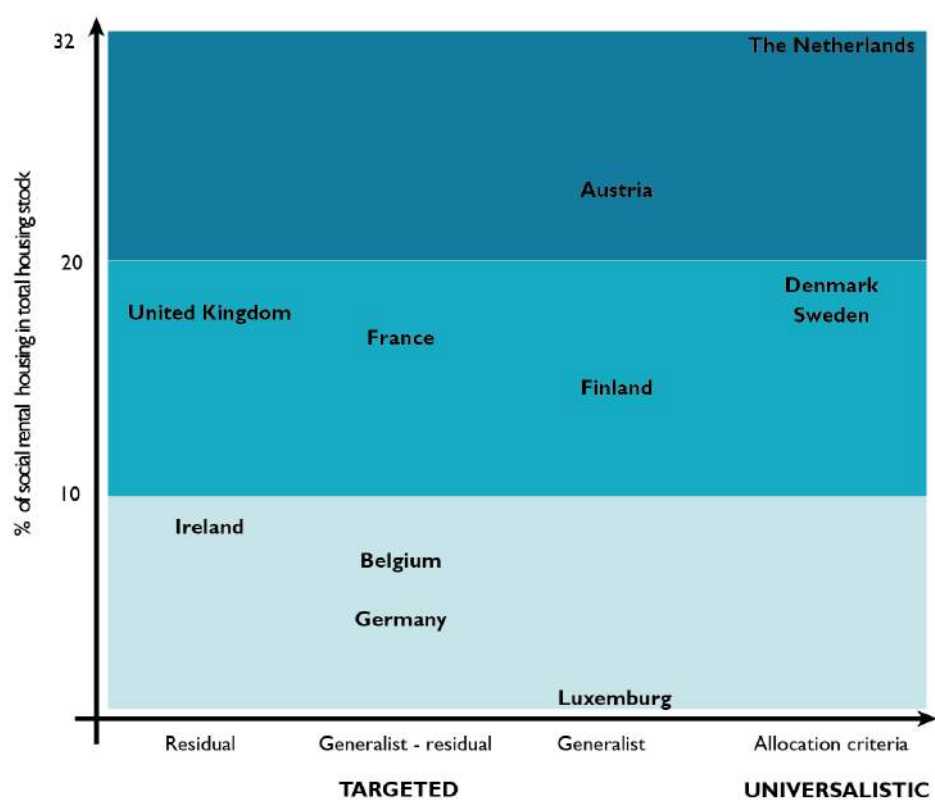 32
The Netherlands
Austria
% of social rental housing in total housing stock
20
Denmark
United Kingdom
Sweden
France
Finland
10
Ireland
Belgium
Germany
Luxemburg
Residual
Generalist - residual
Generalist
Allocation criteria
TARGETED
UNIVERSALISTIC